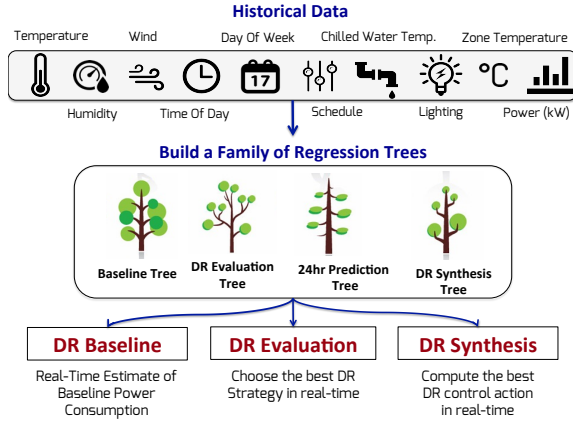 Historical Data
Temperature Wind Day Of Week Chilled Water Temp. Zone Temperature
17 °C
Humidity Time Of Day Schedule Lighting Power (kW)
Build a Family of Regression Trees
Baseline Tree DR Evaluation Tree 24hr Prediction Tree DR Synthesis Tree
DR Baseline DR Evaluation DR Synthesis
Real-Time Estimate of
Baseline Power
Consumption
Choose the best DR
Strategy in real-time
Compute the best
DR control action
in real-time